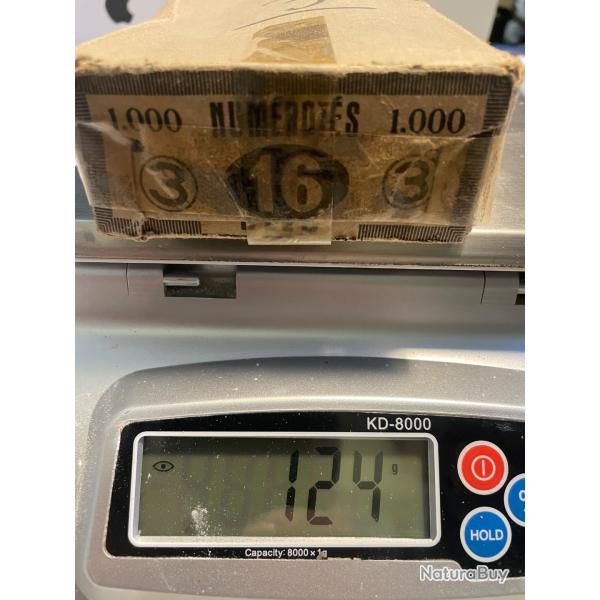 1.000 NUMÉROTÉS 1.000
3 16 3
KD-8000
124 g
HOLD
Capacity: 8000 x 1g
NaturaBuy